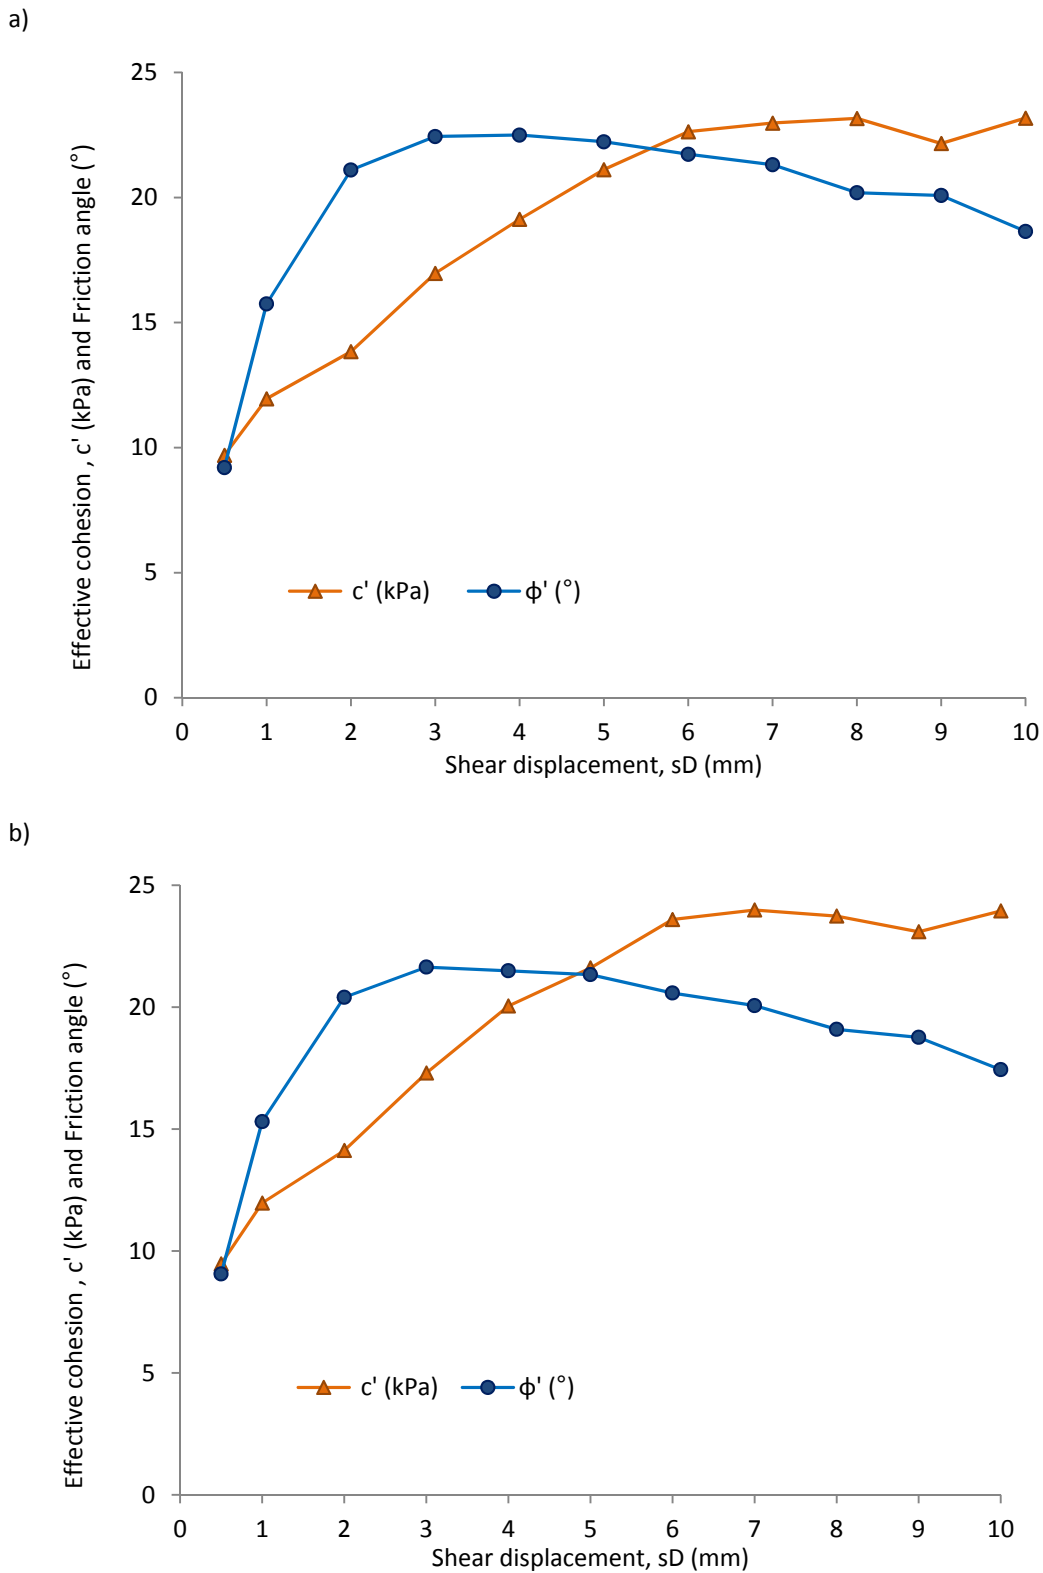 a)
Effective cohesion , c' (kPa) and Friction angle (°)
25
20
15
10
5
0
c' (kPa) ϕ' (°)
0 1 2 3 4 5 6 7 8 9 10
Shear displacement, sD (mm)
b)
Effective cohesion , c' (kPa) and Friction angle (°)
25
20
15
10
5
0
c' (kPa) ϕ' (°)
0 1 2 3 4 5 6 7 8 9 10
Shear displacement, sD (mm)